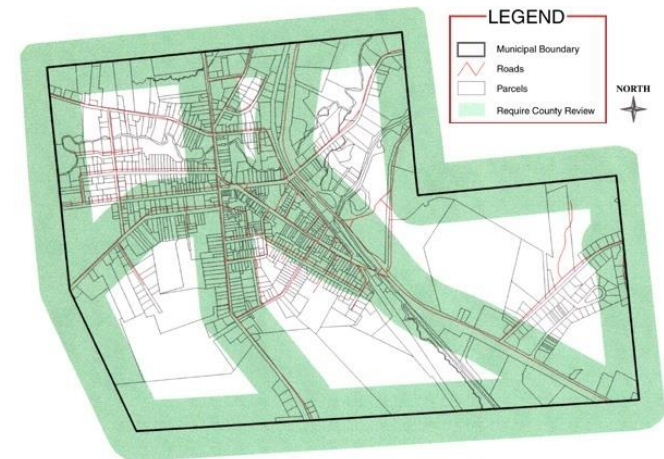 LEGEND
Municipal Boundary
Roads
Parcels
Require County Review
NORTH